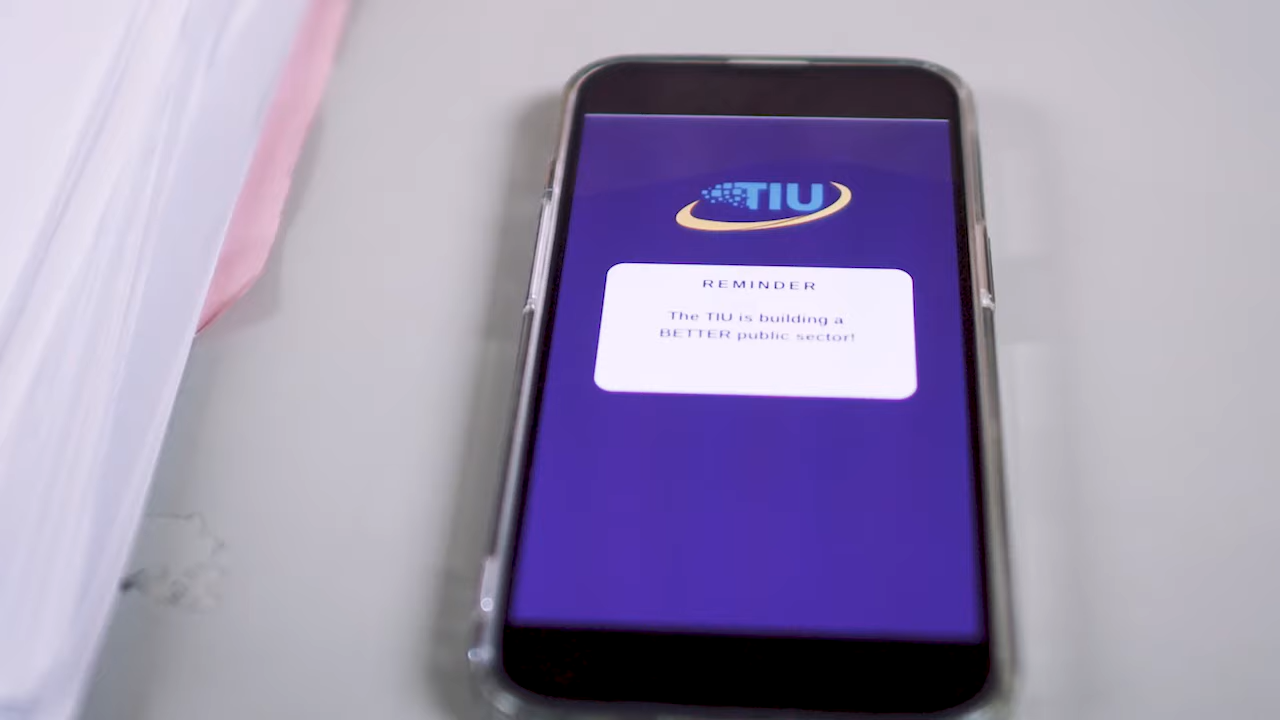 TIU
REMINDER
The TIU is building a
BETTER public sector!